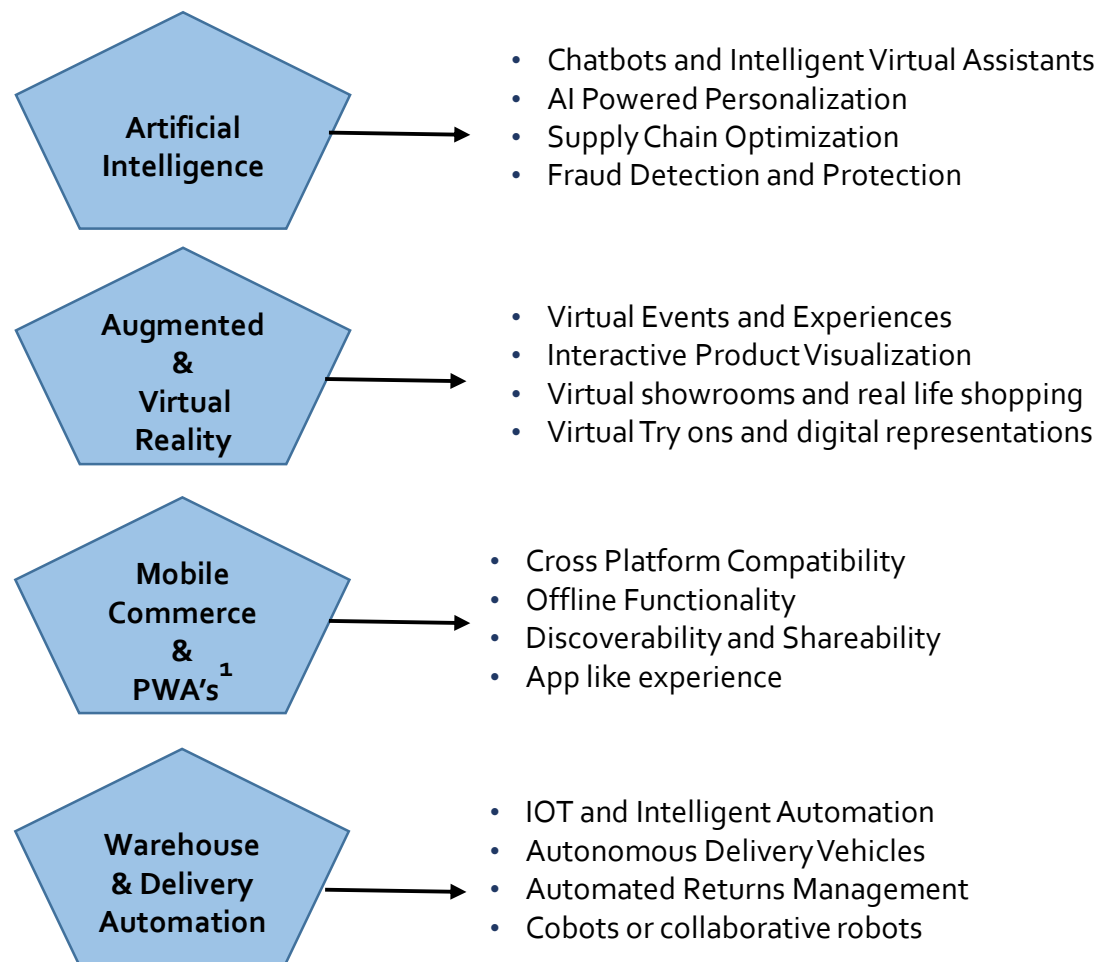 Artificial
Intelligence
• Chatbots and Intelligent Virtual Assistants
• AI Powered Personalization
• Supply Chain Optimization
• Fraud Detection and Protection
Augmented
&
Virtual
Reality
• Virtual Events and Experiences
• Interactive Product Visualization
• Virtual showrooms and real life shopping
• Virtual Try ons and digital representations
Mobile
Commerce
&
PWA's¹
• Cross Platform Compatibility
• Offline Functionality
• Discoverability and Shareability
• App like experience
Warehouse
& Delivery
Automation
• IOT and Intelligent Automation
• Autonomous Delivery Vehicles
• Automated Returns Management
• Cobots or collaborative robots